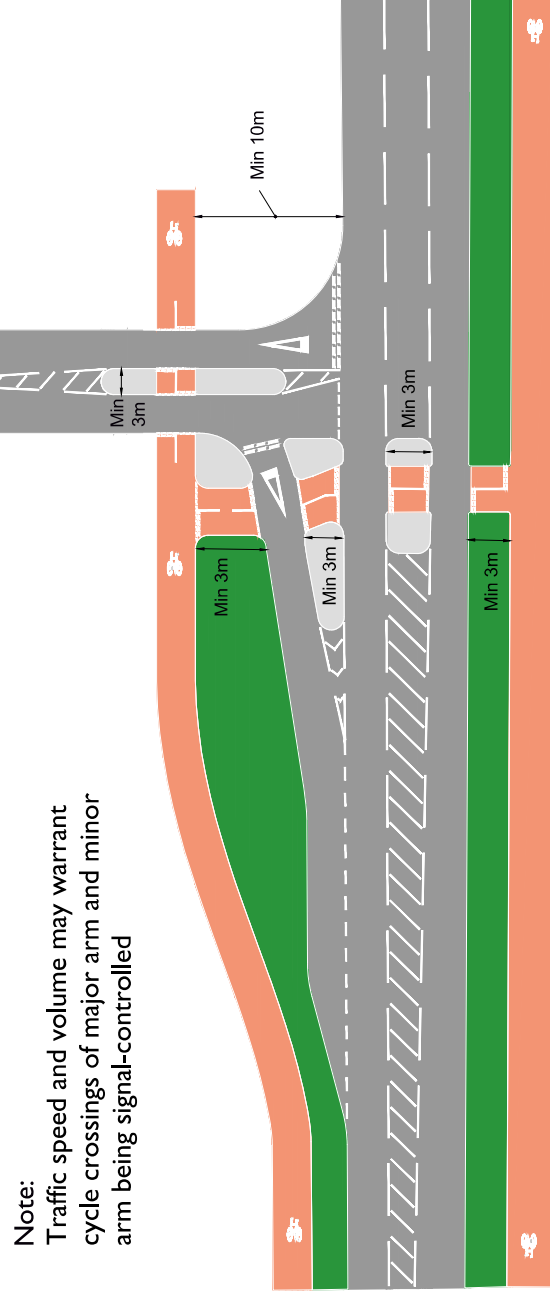 Note:
Traffic speed and volume may warrant
cycle crossings of major arm and minor
arm being signal-controlled
Min 3m
Min 3m
Min 10m
Min
3m
Min 3m
Min 3m